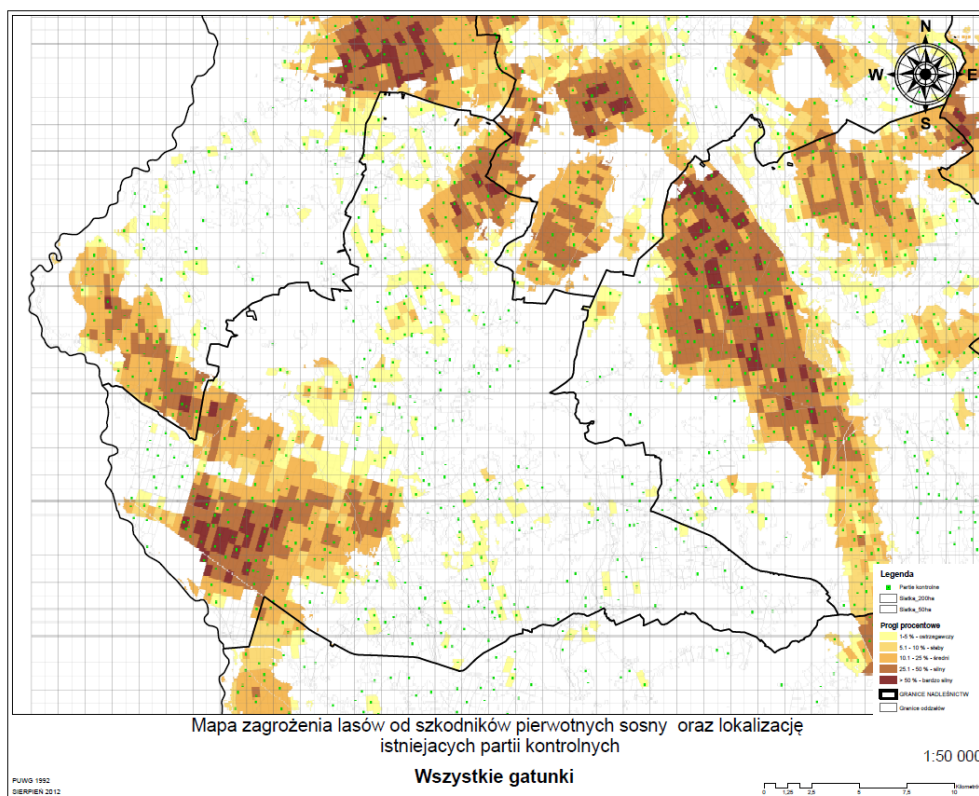 N
W
E
S
Legenda
Partie kontrolne
Siatka_200ha
Siatka_50ha
Progi procentowe
1-5 % - ostrzegawczy
5.1 - 10 % - słaby
10.1 - 25 % - średni
25.1 - 50 % - silny
> 50 % - bardzo silny
GRANICE NADLEŚNICTW
Granice oddziałów
Mapa zagrożenia lasów od szkodników pierwotnych sosny oraz lokalizację
istniejacych partii kontrolnych
Wszystkie gatunki
1:50 000
PUWG 1992
SIERPIEŃ 2012
0 1,25 2,5 5 7,5 10
Kilometrów